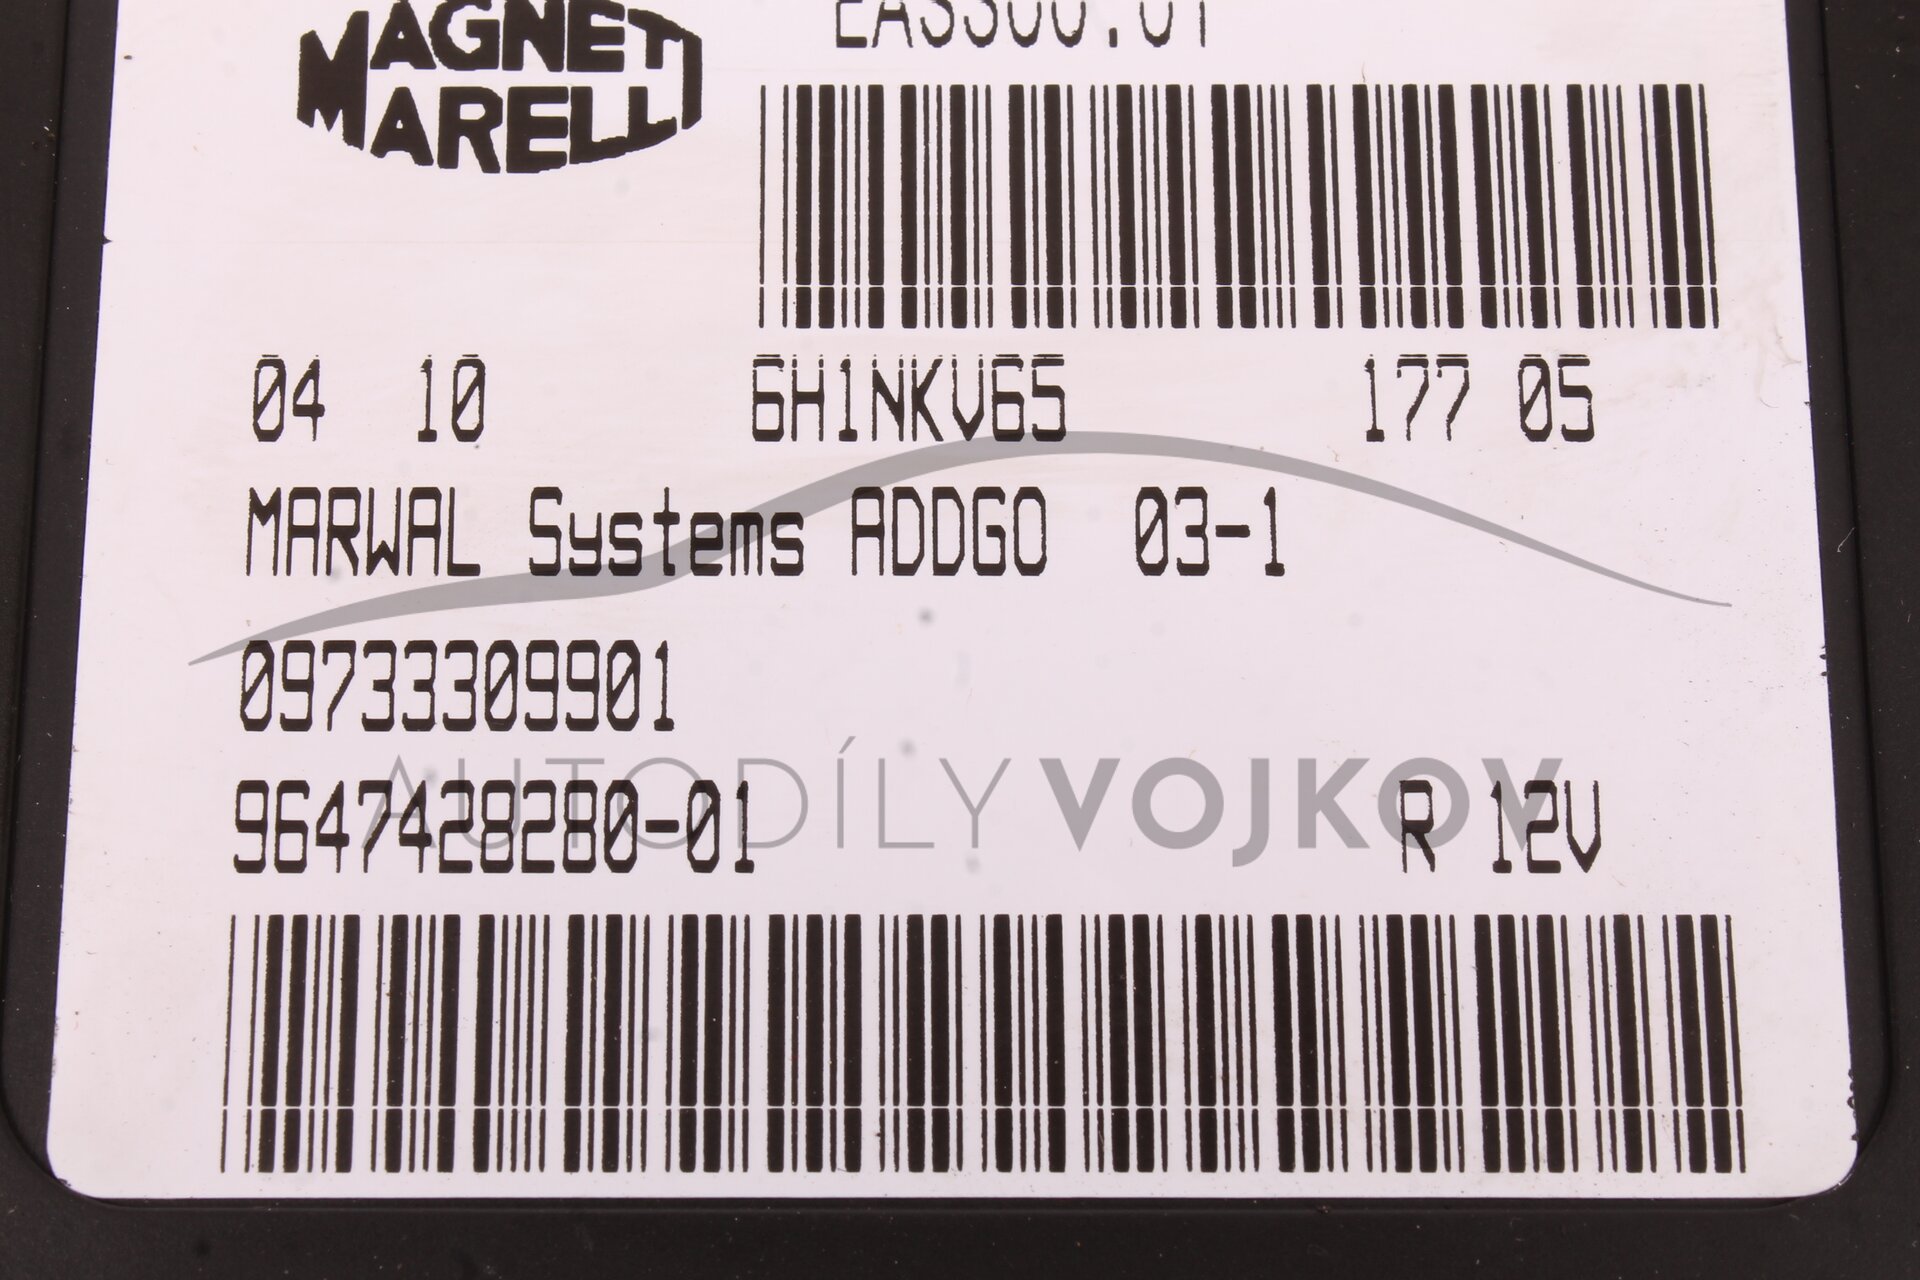 MAGNETI
MARELLI
04 10 6H1NKV65 177 05
MARWAL Systems ADDGO 03-1
09733309901
9647428280-01 R 12V
AUTODÍLY VOJKOV